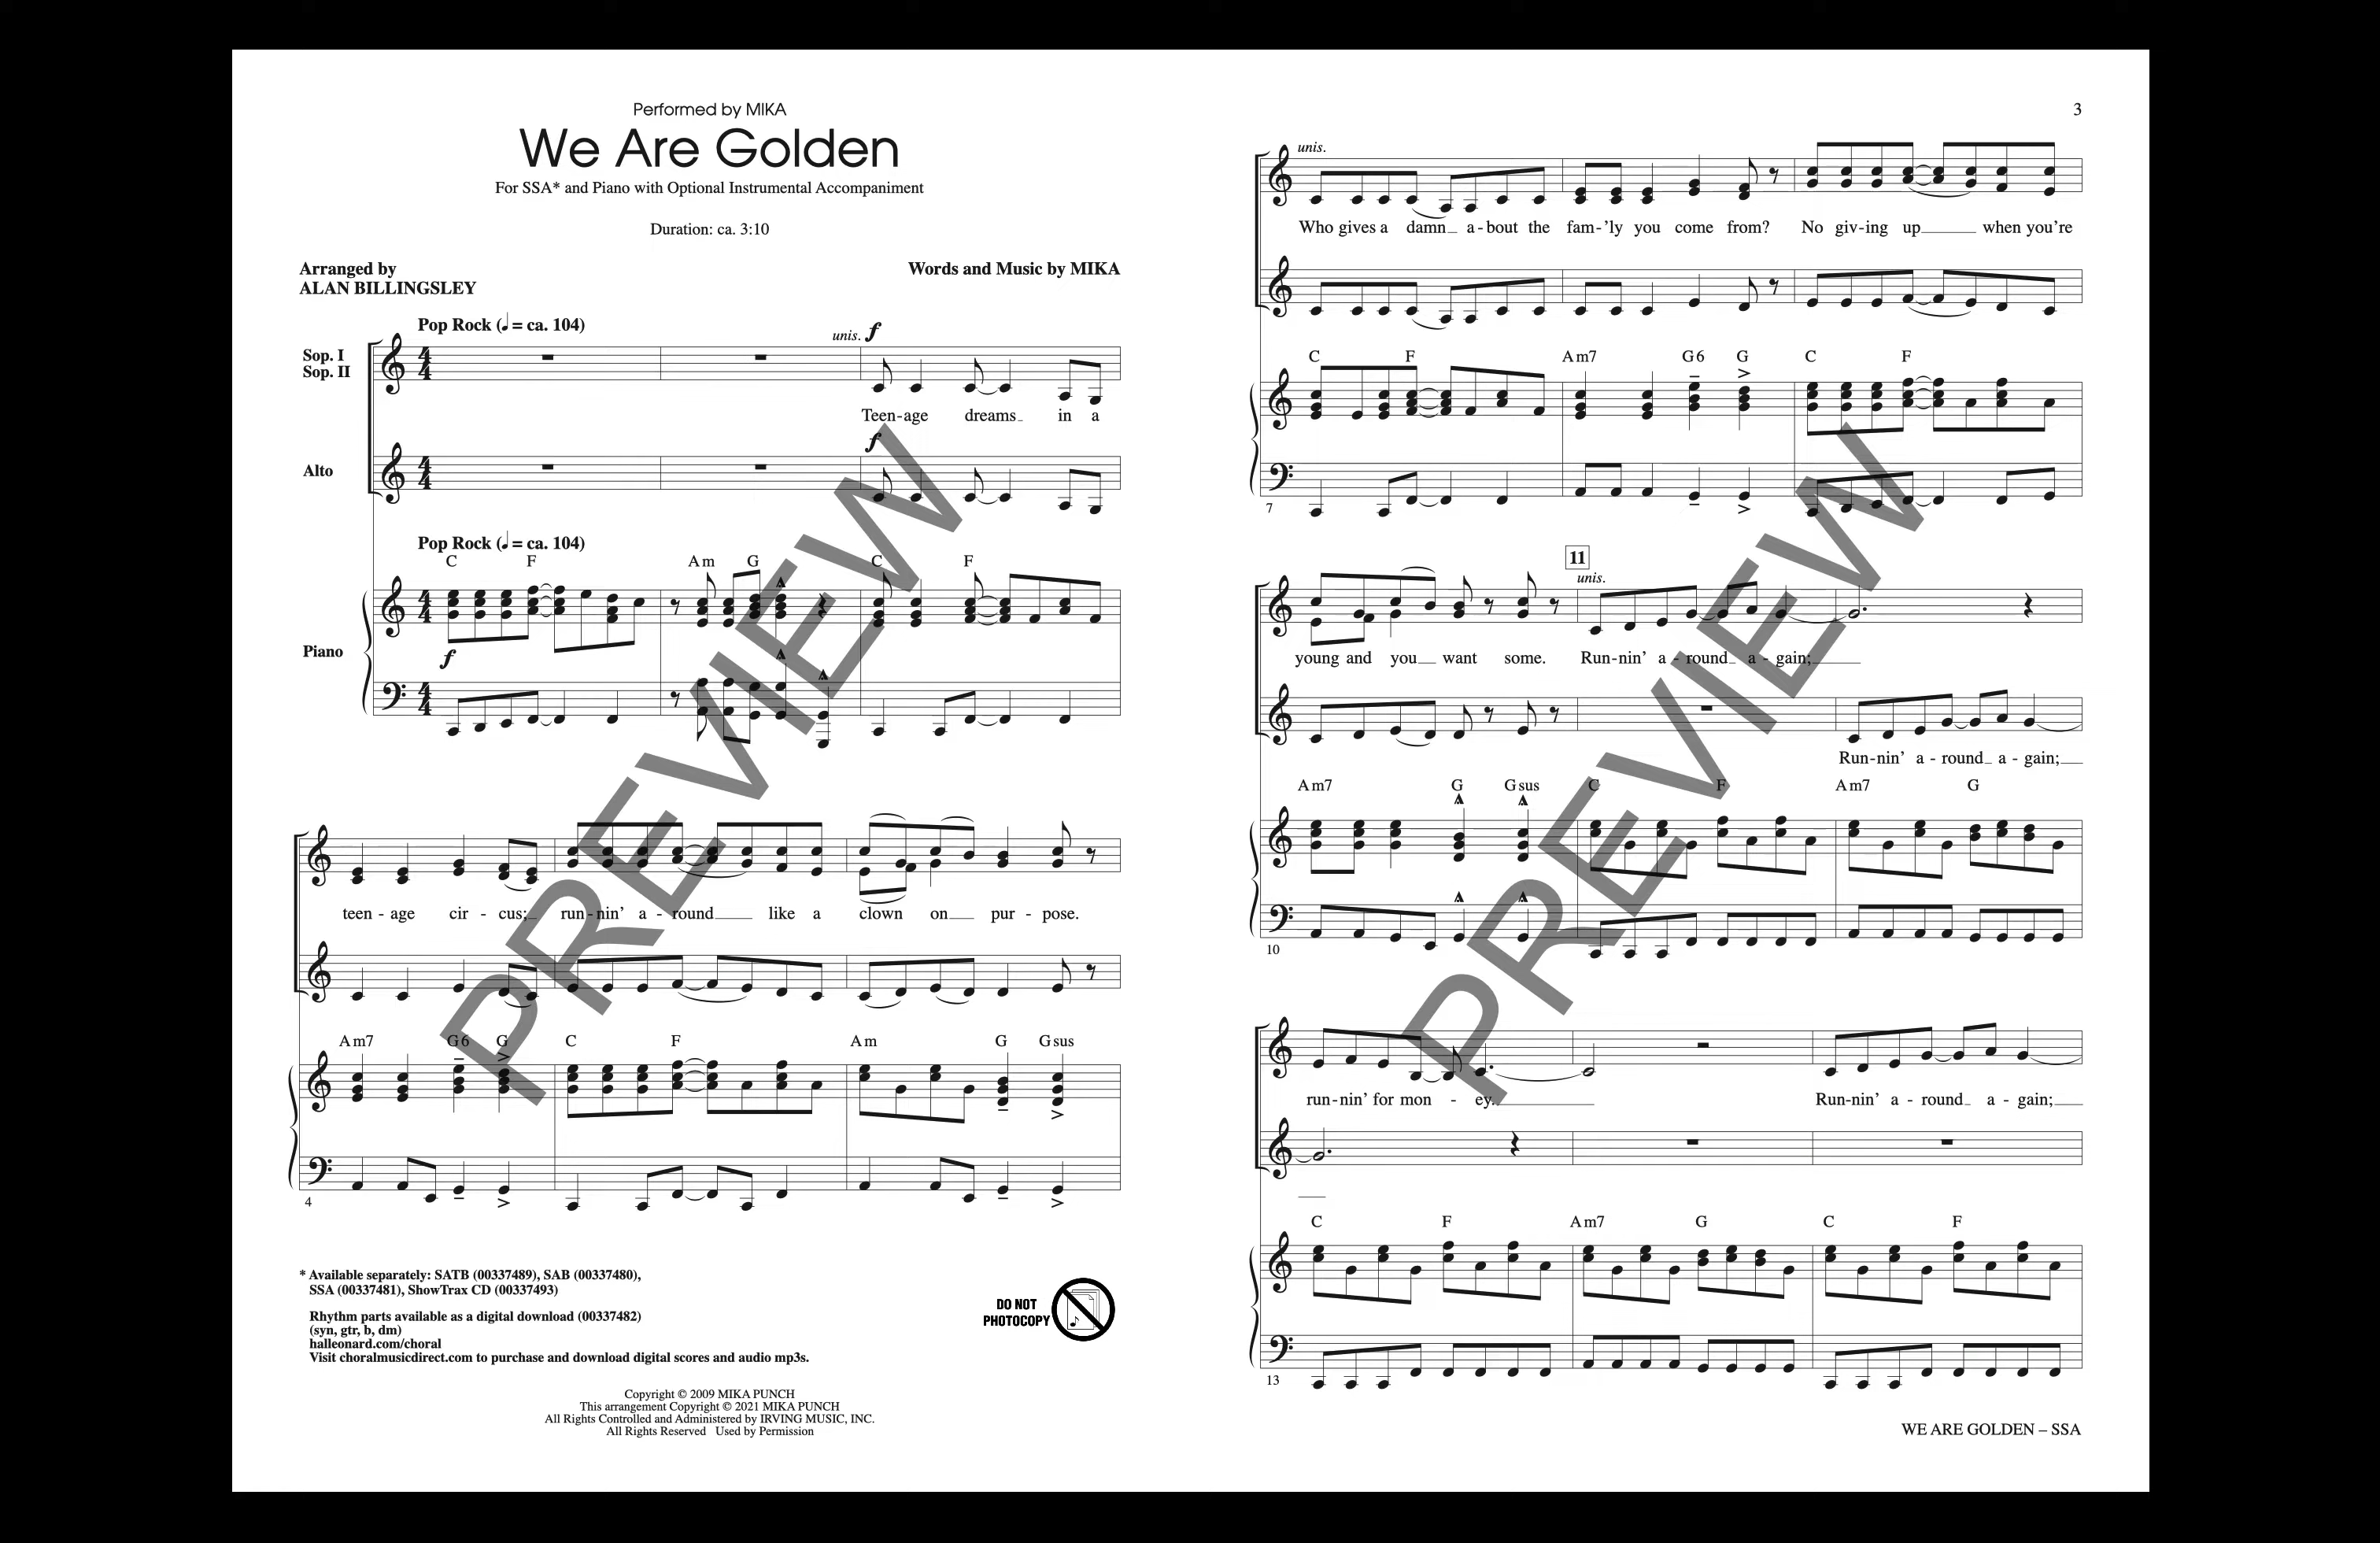 Performed by MIKA
We Are Golden
For SSA* and Piano with Optional Instrumental Accompaniment
Duration: ca. 3:10
Arranged by
ALAN BILLINGSLEY
Words and Music by MIKA
Pop Rock (♩ = ca. 104)
unis. f
Sop. I
Sop. II
Teen-age dreams in a
f
Alto
Pop Rock (♩ = ca. 104)
C F Am G C F
Piano
f
teen - age cir - cus; run - nin' a - round like a clown on pur - pose.
Am7 G6 G C F Am G Gsus
4
* Available separately: SATB (00337489), SAB (00337480),
SSA (00337481), ShowTrax CD (00337493)
Rhythm parts available as a digital download (00337482)
(syn, gtr, b, dm)
halleonard.com/choral
Visit choralmusicdirect.com to purchase and download digital scores and audio mp3s.
DO NOT
PHOTOCOPY
Copyright © 2009 MIKA PUNCH
This arrangement Copyright © 2021 MIKA PUNCH
All Rights Controlled and Administered by IRVING MUSIC, INC.
All Rights Reserved Used by Permission
PREVIEW
3
unis.
Who gives a damn a - bout the fam - 'ly you come from? No giv - ing up when you're
C F Am7 G6 G C F
7
11
unis.
young and you want some. Run-nin' a - round a - gain;
Run-nin' a - round a - gain;
Am7 G Gsus C F Am7 G
10
run-nin' for mon - ey. Run-nin' a - round a - gain;
C F Am7 G C F
13
WE ARE GOLDEN – SSA
PREVIEW